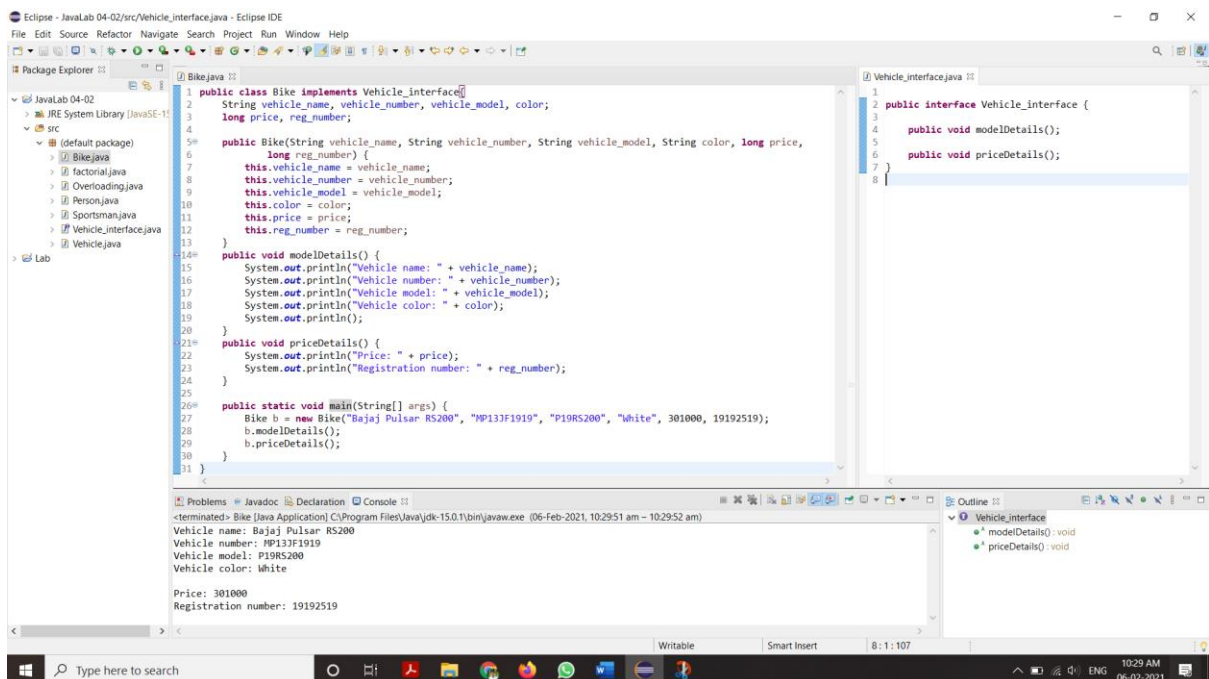 Eclipse - JavaLab 04-02/src/Vehicle_interface.java - Eclipse IDE
File Edit Source Refactor Navigate Search Project Run Window Help
Package Explorer
JavaLab 04-02
JRE System Library [JavaSE-15
src
(default package)
Bike.java
factorial.java
Overloading.java
Person.java
Sportsman.java
Vehicle_interface.java
Vehicle.java
Lab
Bike.java
1 public class Bike implements Vehicle_interface{
2 String vehicle_name, vehicle_number, vehicle_model, color;
3 long price, reg_number;
4
5 public Bike(String vehicle_name, String vehicle_number, String vehicle_model, String color, long price,
6 long reg_number) {
7 this.vehicle_name = vehicle_name;
8 this.vehicle_number = vehicle_number;
9 this.vehicle_model = vehicle_model;
10 this.color = color;
11 this.price = price;
12 this.reg_number = reg_number;
13 }
14 public void modelDetails() {
15 System.out.println("Vehicle name: " + vehicle_name);
16 System.out.println("Vehicle number: " + vehicle_number);
17 System.out.println("Vehicle model: " + vehicle_model);
18 System.out.println("Vehicle color: " + color);
19 System.out.println();
20 }
21 public void priceDetails() {
22 System.out.println("Price: " + price);
23 System.out.println("Registration number: " + reg_number);
24 }
25
26 public static void main(String[] args) {
27 Bike b = new Bike("Bajaj Pulsar RS200", "MP13JF1919", "P19RS200", "White", 301000, 19192519);
28 b.modelDetails();
29 b.priceDetails();
30 }
31 }
Vehicle_interface.java
1
2 public interface Vehicle_interface {
3
4 public void modelDetails();
5
6 public void priceDetails();
7 }
8
Problems Javadoc Declaration Console
<terminated> Bike [Java Application] C:\Program Files\Java\jdk-15.0.1\bin\javaw.exe (06-Feb-2021, 10:29:51 am – 10:29:52 am)
Vehicle name: Bajaj Pulsar RS200
Vehicle number: MP13JF1919
Vehicle model: P19RS200
Vehicle color: White

Price: 301000
Registration number: 19192519
Outline
Vehicle_interface
modelDetails() : void
priceDetails() : void
Writable Smart Insert 8 : 1 : 107
Type here to search
ENG
10:29 AM
06-02-2021